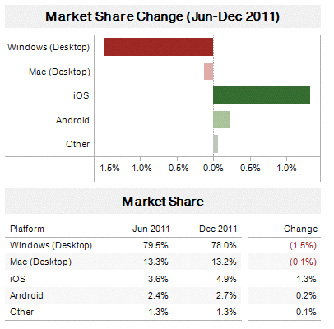 Market Share Change (Jun-Dec 2011)
Windows (Desktop)
Mac (Desktop)
iOS
Android
Other
1.5% 1.0% 0.5% 0.0% 0.5% 1.0%
Market Share
Platform Jun 2011 Dec 2011 Change
Windows (Desktop) 79.5% 78.0% (1.5%)
Mac (Desktop) 13.3% 13.2% (0.1%)
iOS 3.6% 4.9% 1.3%
Android 2.4% 2.7% 0.2%
Other 1.3% 1.3% 0.1%